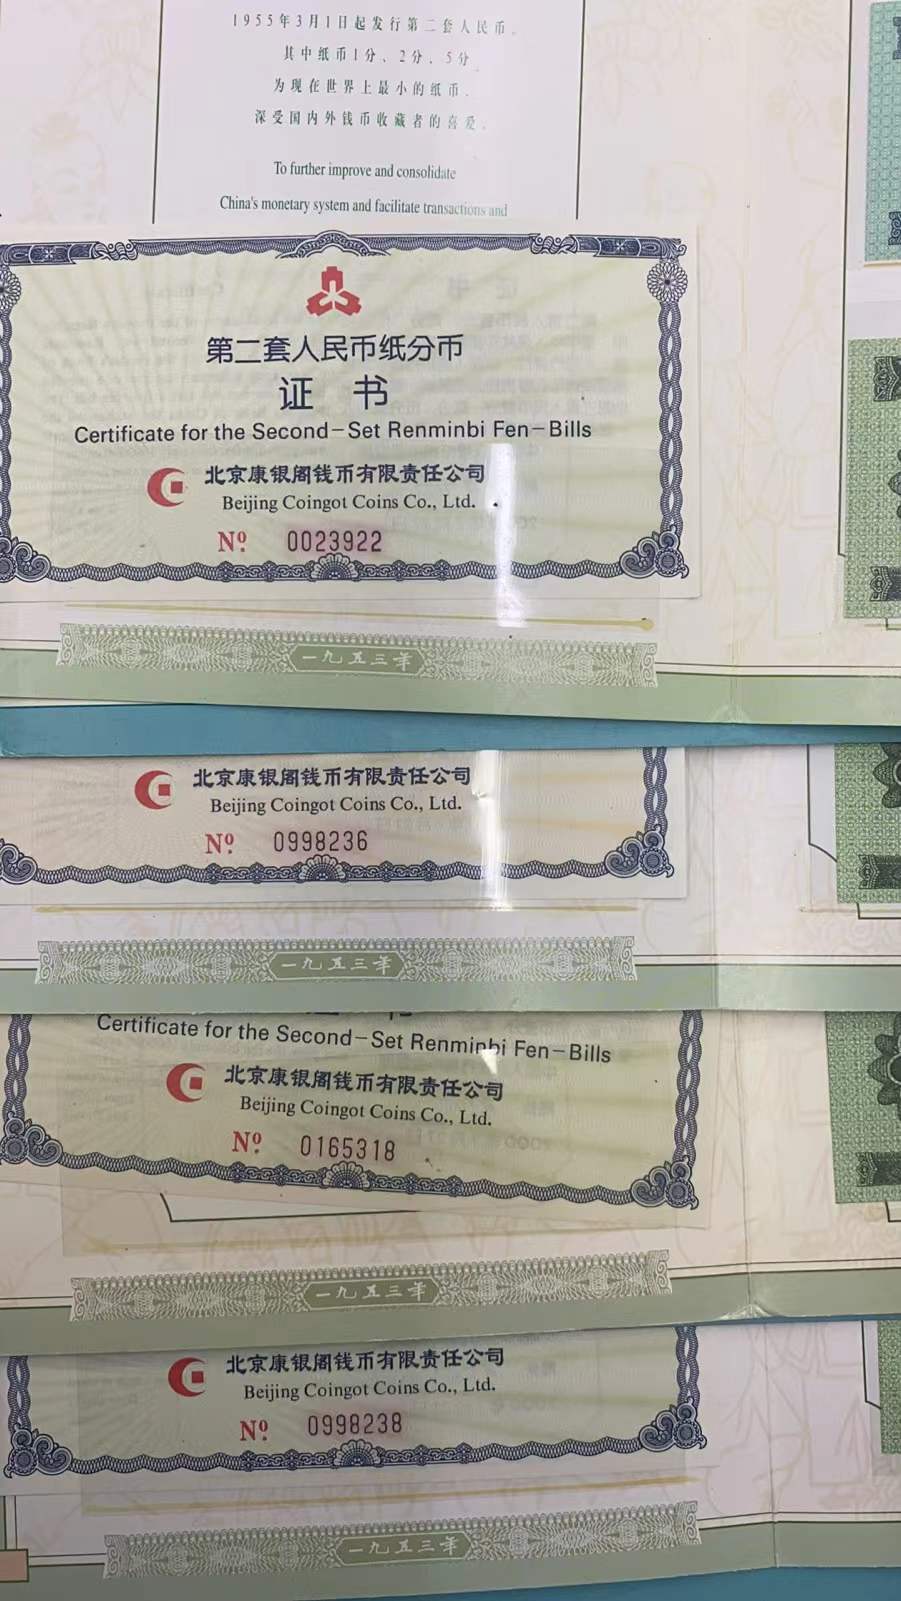 1955年3月1日起发行第二套人民币。
其中纸币1分、2分、5分
为现在世界上最小的纸币.
深受国内外钱币收藏者的喜爱.
To further improve and consolidate
China's monetary system and facilitate transactions and
第二套人民币纸分币
证 书
Certificate for the Second-Set Renminbi Fen-Bills
北京康银阁钱币有限责任公司
Beijing Coingot Coins Co., Ltd.
Nº 0023922
一九五三年
北京康银阁钱币有限责任公司
Beijing Coingot Coins Co., Ltd.
Nº 0998236
一九五三年
Certificate for the Second-Set Renminbi Fen-Bills
北京康银阁钱币有限责任公司
Beijing Coingot Coins Co., Ltd.
Nº 0165318
一九五三年
北京康银阁钱币有限责任公司
Beijing Coingot Coins Co., Ltd.
Nº 0998238
一九五三年